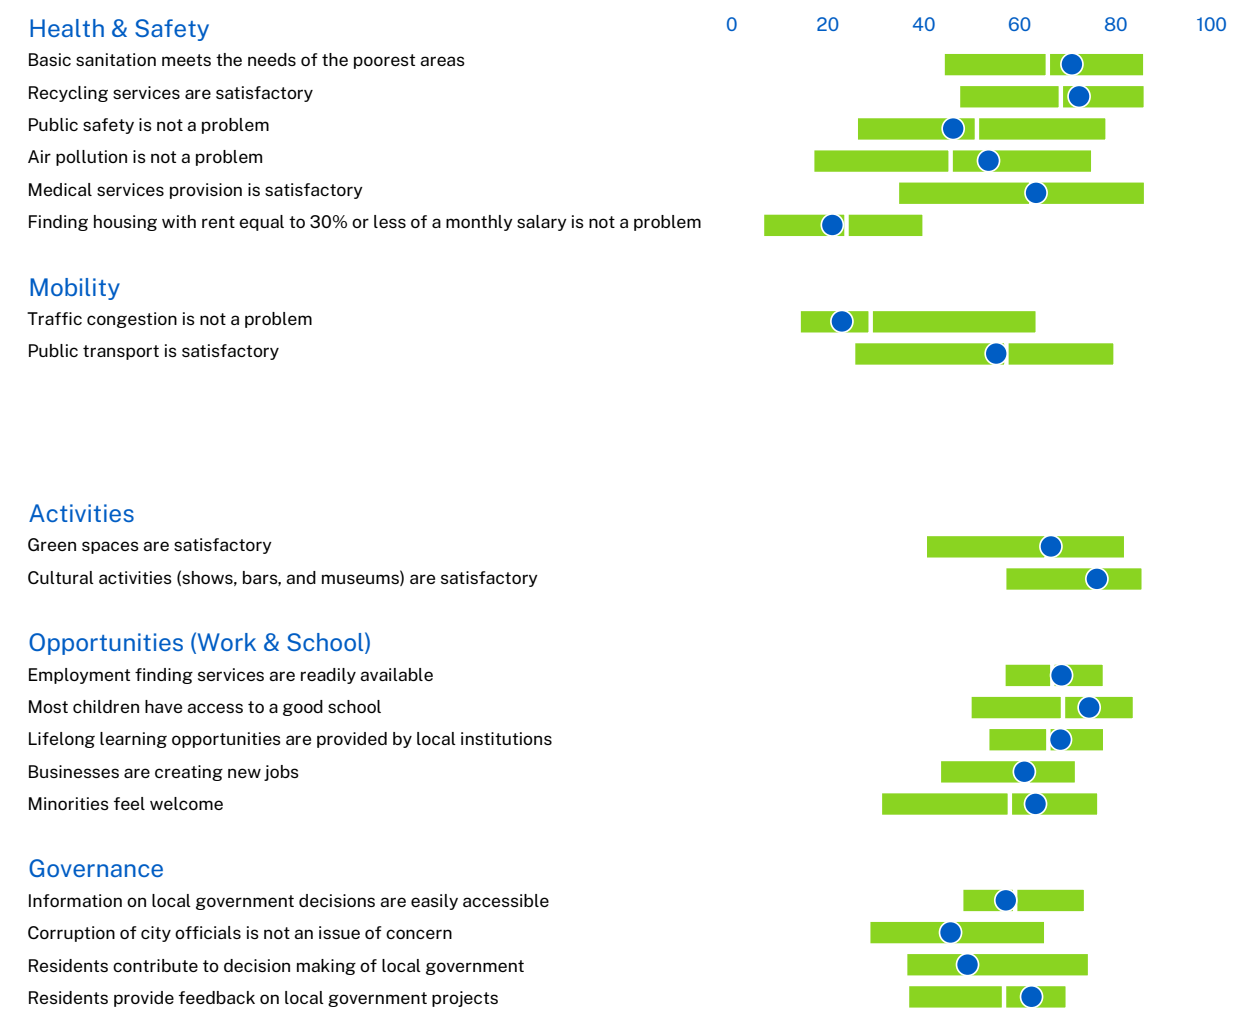 Health & Safety
0 20 40 60 80 100
Basic sanitation meets the needs of the poorest areas
Recycling services are satisfactory
Public safety is not a problem
Air pollution is not a problem
Medical services provision is satisfactory
Finding housing with rent equal to 30% or less of a monthly salary is not a problem
Mobility
Traffic congestion is not a problem
Public transport is satisfactory
Activities
Green spaces are satisfactory
Cultural activities (shows, bars, and museums) are satisfactory
Opportunities (Work & School)
Employment finding services are readily available
Most children have access to a good school
Lifelong learning opportunities are provided by local institutions
Businesses are creating new jobs
Minorities feel welcome
Governance
Information on local government decisions are easily accessible
Corruption of city officials is not an issue of concern
Residents contribute to decision making of local government
Residents provide feedback on local government projects